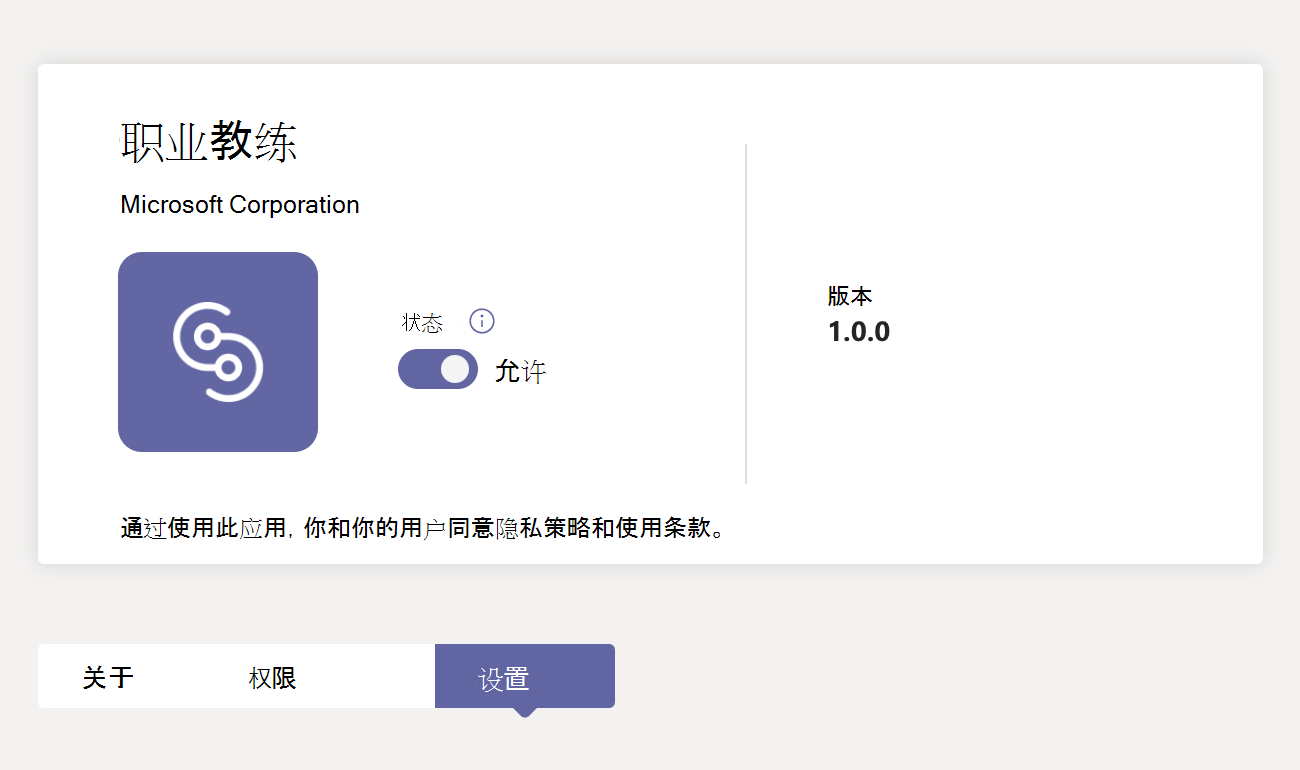 职业教练
Microsoft Corporation
状态
允许
版本
1.0.0
通过使用此应用, 你和你的用户同意隐私策略和使用条款。
关于 权限 设置